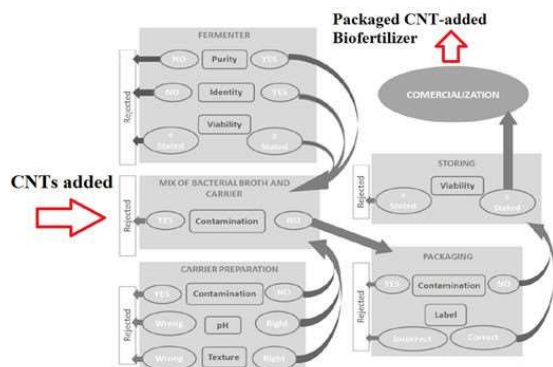 Packaged CNT-added
Biofertilizer
FERMENTER
NO Purity YES
NO Identity YES
Viability
Stated Stated
Rejected
COMERCIALIZATION
CNTs added
MIX OF BACTERIAL BROTH AND
CARRIER
YES Contamination NO
Rejected
STORING
Viability
Stated Stated
Rejected
CARRIER PREPARATION
YES Contamination NO
Wrong pH Right
Wrong Texture Right
Rejected
PACKAGING
YES Contamination NO
Label
Incorrect Correct
Rejected